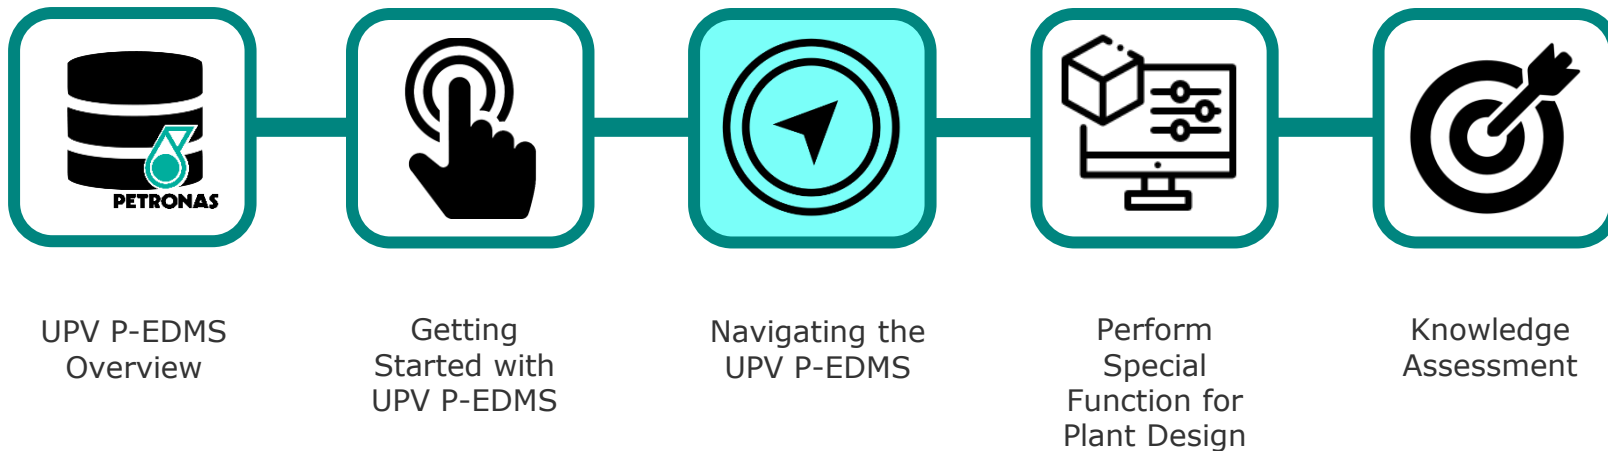 PETRONAS
UPV P-EDMS
Overview
Getting
Started with
UPV P-EDMS
Navigating the
UPV P-EDMS
Perform
Special
Function for
Plant Design
Knowledge
Assessment